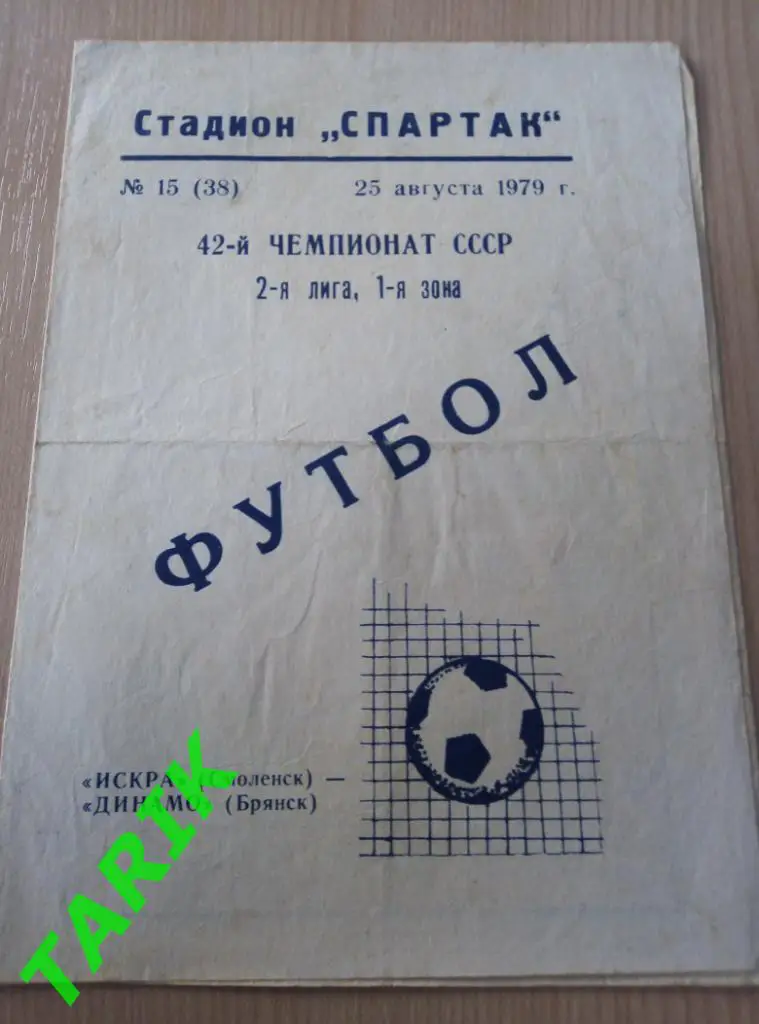 Стадион „СПАРТАК“
№ 15 (38) 25 августа 1979 г.
42-й ЧЕМПИОНАТ СССР
2-я лига, 1-я зона
ФУТБОЛ
«ИСКРА» (Смоленск) —
«ДИНАМО» (Брянск)
TARIK